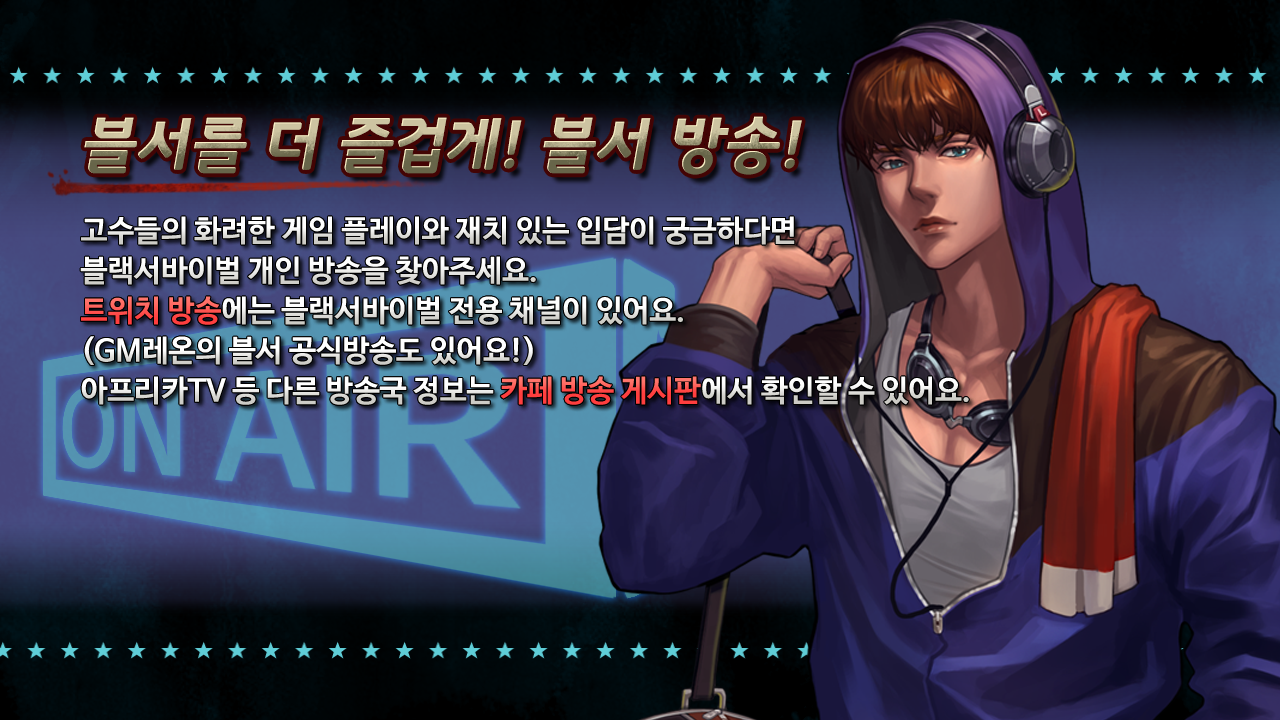 블서를 더 즐겁게! 블서 방송!
고수들의 화려한 게임 플레이와 재치 있는 입담이 궁금하다면
블랙서바이벌 개인 방송을 찾아주세요.
트위치 방송에는 블랙서바이벌 전용 채널이 있어요.
(GM레온의 블서 공식방송도 있어요!)
아프리카TV 등 다른 방송국 정보는 카페 방송 게시판에서 확인할 수 있어요.
ON AIR